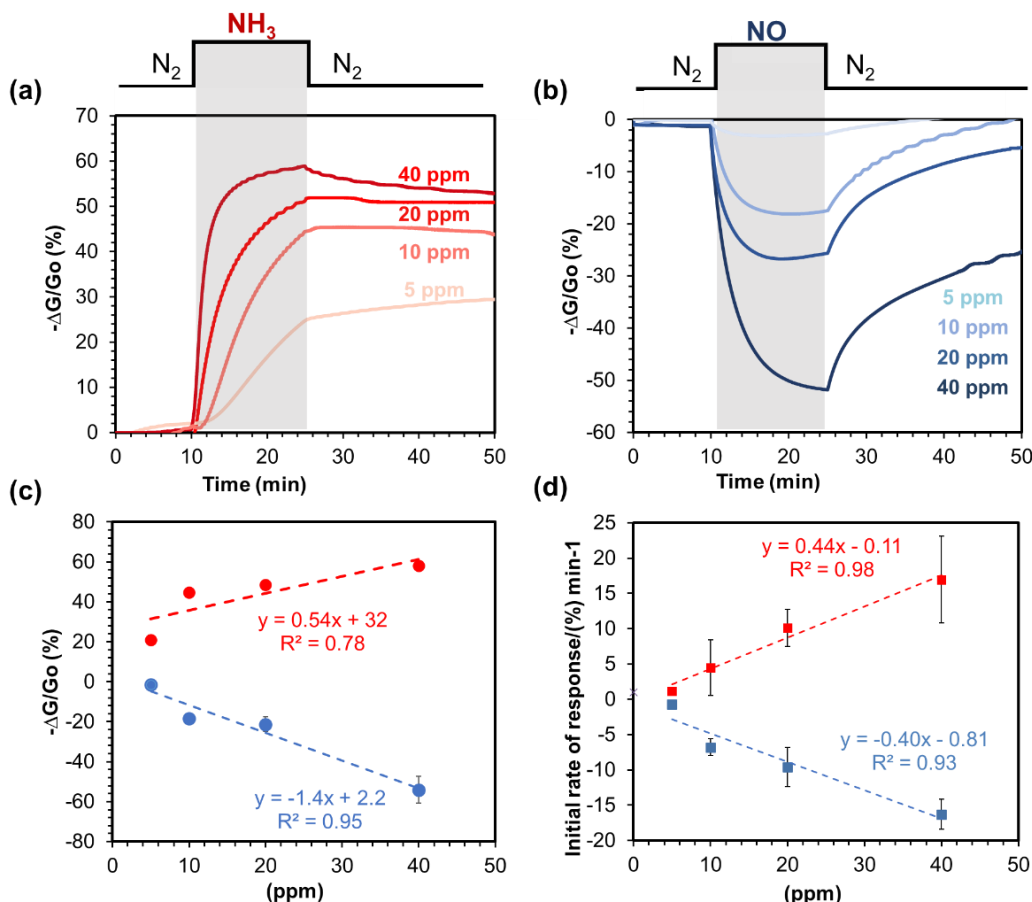 NH3
N2
N2
(a)
70
60
50
40
30
20
10
0
-ΔG/Go (%)
40 ppm
20 ppm
10 ppm
5 ppm
0
10
20
30
40
50
Time (min)
NO
N2
N2
(b)
0
-10
-20
-30
-40
-50
-60
-ΔG/Go (%)
5 ppm
10 ppm
20 ppm
40 ppm
0
10
20
30
40
50
Time (min)
(c)
80
60
40
20
0
-20
-40
-60
-80
-ΔG/Go (%)
y = 0.54x + 32
R² = 0.78
y = -1.4x + 2.2
R² = 0.95
0
10
20
30
40
50
(ppm)
(d)
25
20
15
10
5
0
-5
-10
-15
-20
Initial rate of response/(%) min-1
y = 0.44x - 0.11
R² = 0.98
y = -0.40x - 0.81
R² = 0.93
0
10
20
30
40
50
(ppm)